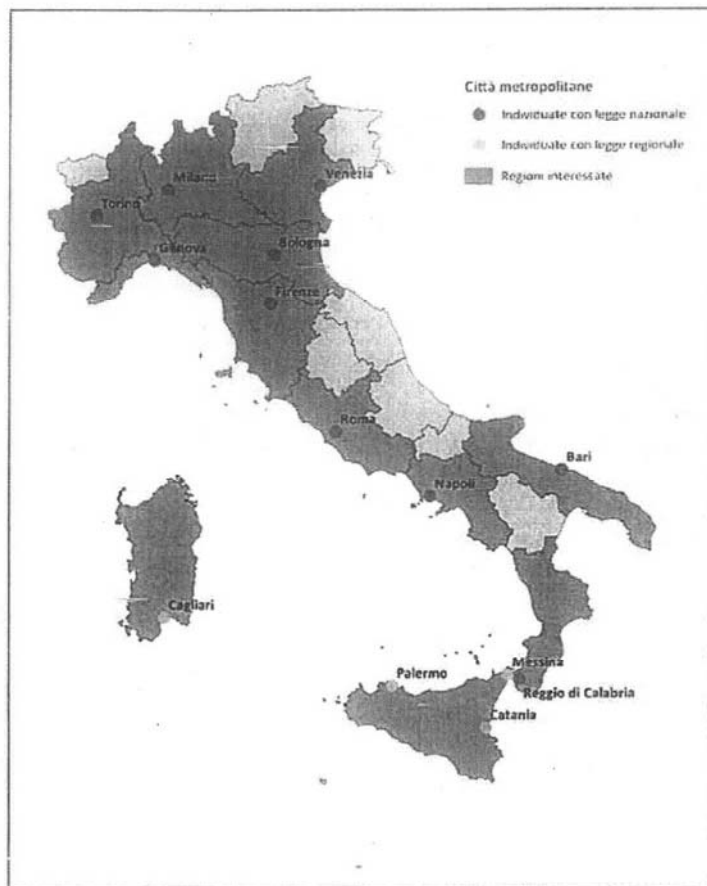 Città metropolitane
Individuate con legge nazionale
Individuate con legge regionale
Regioni interessate
Milano
Venezia
Torino
Genova
Bologna
Firenze
Roma
Bari
Napoli
Cagliari
Messina
Palermo
Reggio di Calabria
Catania